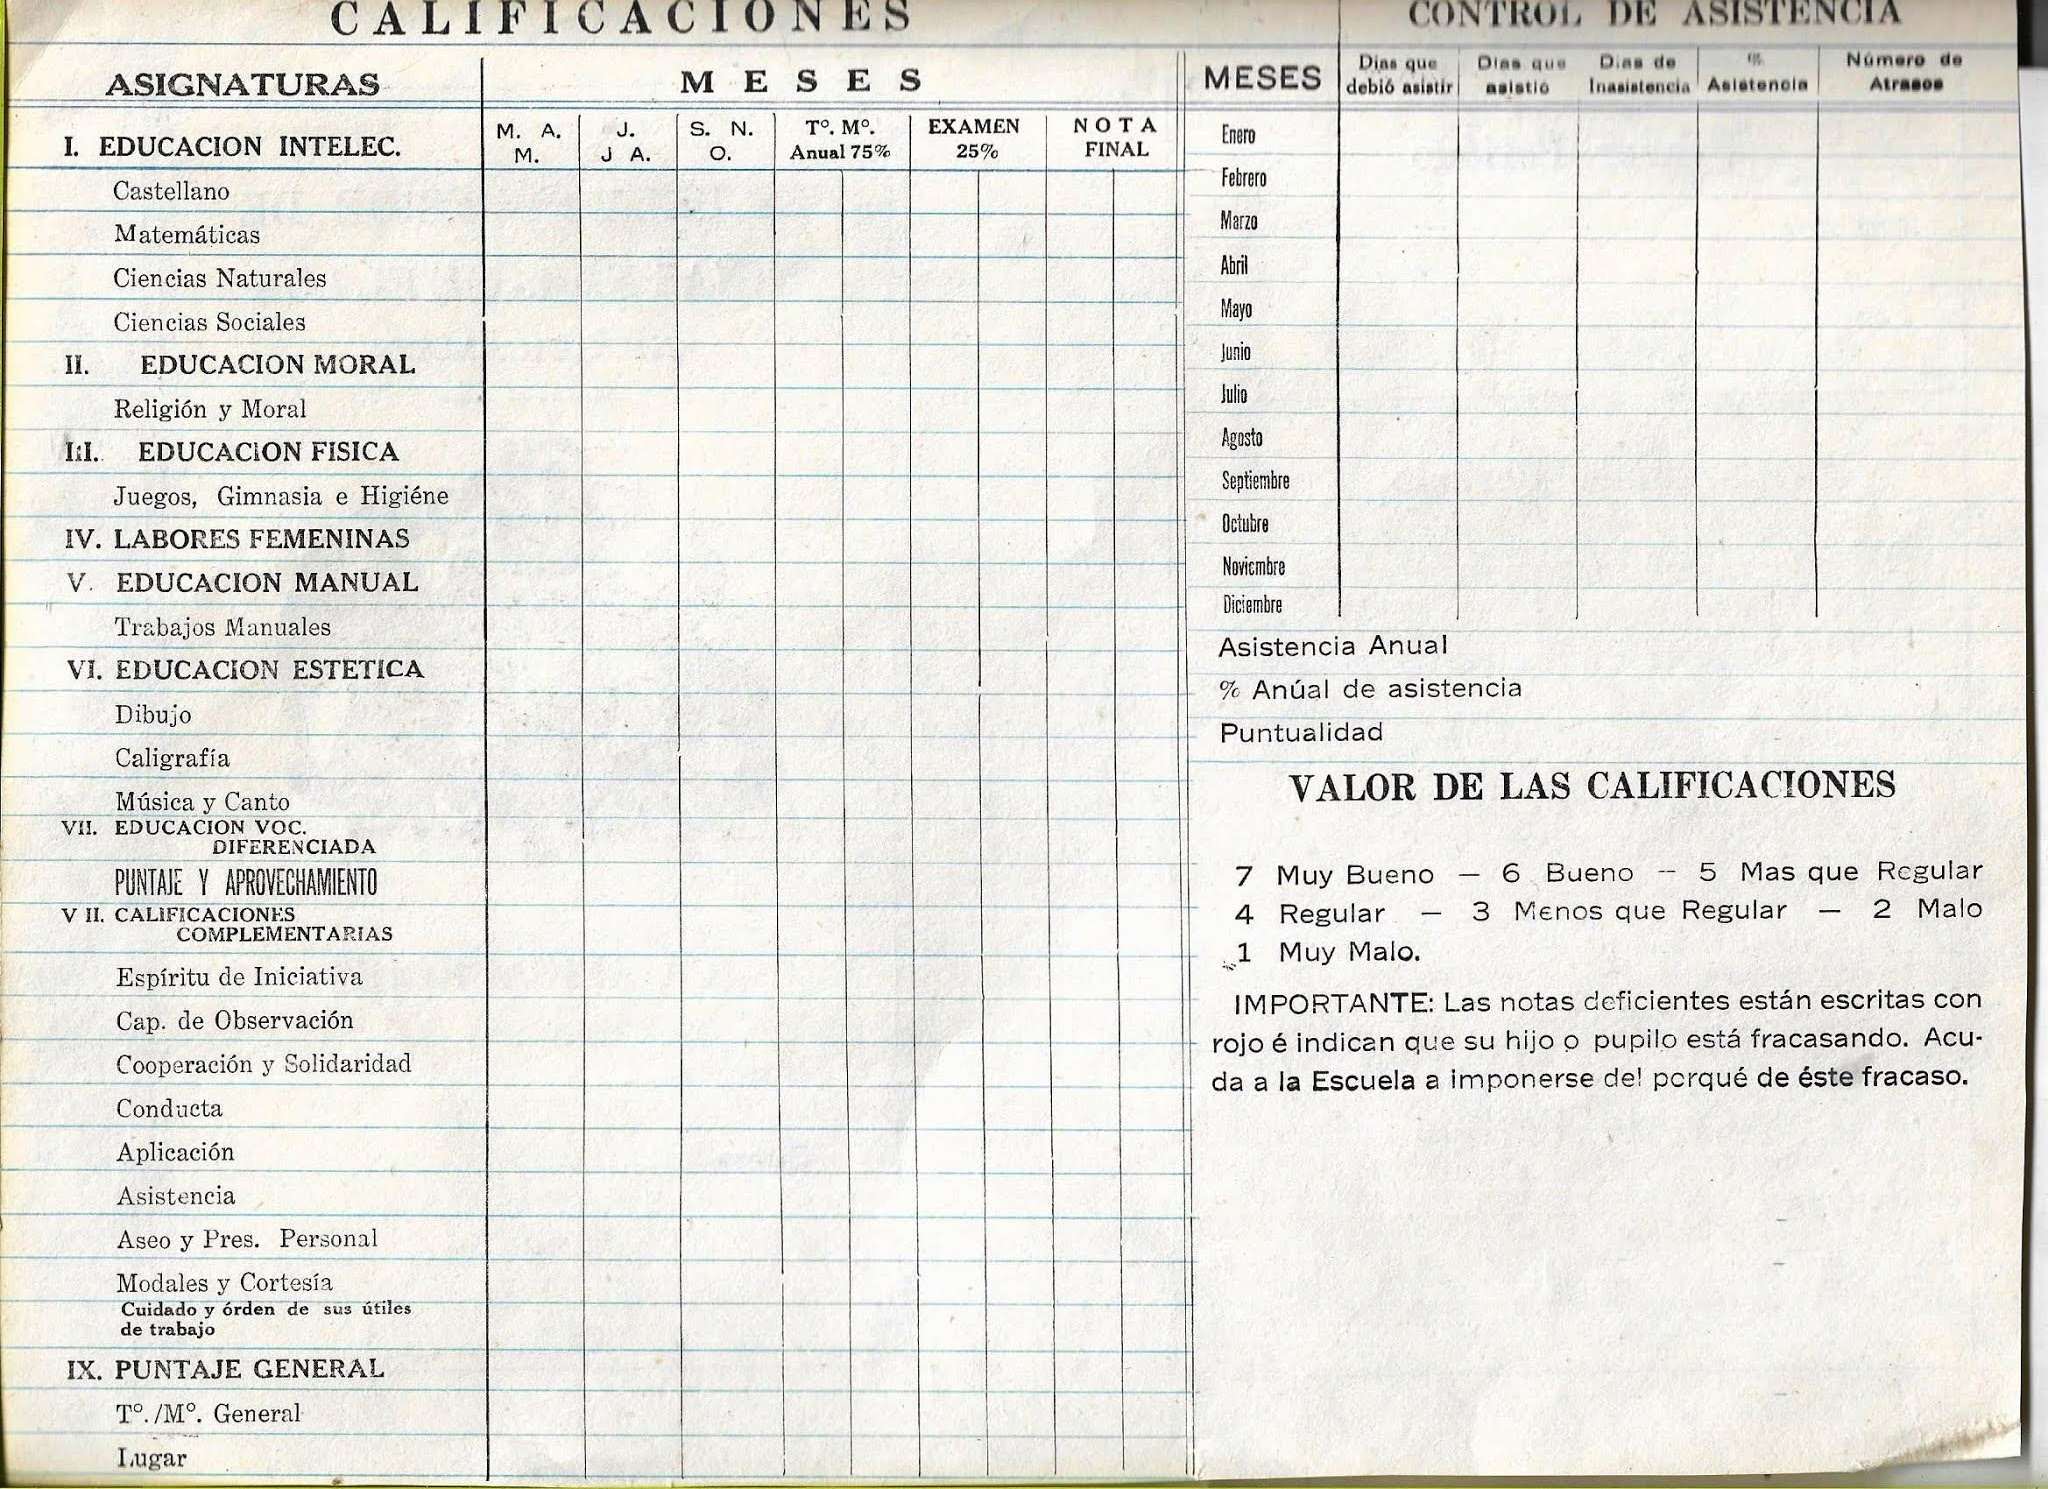 CALIFICACIONES
ASIGNATURAS
MESES
I. EDUCACION INTELEC.
M. A.
M.
J.
J A.
S. N.
O.
T°. M°.
Anual 75%
EXAMEN
25%
NOTA
FINAL
Castellano
Matemáticas
Ciencias Naturales
Ciencias Sociales
II. EDUCACION MORAL
Religión y Moral
III. EDUCACION FISICA
Juegos, Gimnasia e Higiéne
IV. LABORES FEMENINAS
V. EDUCACION MANUAL
Trabajos Manuales
VI. EDUCACION ESTETICA
Dibujo
Caligrafía
Música y Canto
VII. EDUCACION VOC.
DIFERENCIADA
PUNTAJE Y APROVECHAMIENTO
V II. CALIFICACIONES
COMPLEMENTARIAS
Espíritu de Iniciativa
Cap. de Observación
Cooperación y Solidaridad
Conducta
Aplicación
Asistencia
Aseo y Pres. Personal
Modales y Cortesía
Cuidado y órden de sus útiles
de trabajo
IX. PUNTAJE GENERAL
T°./M°. General
Lugar
CONTROL DE ASISTENCIA
MESES
Dias que
debió asistir
Dias que
asistió
Dias de
Inasistencia
%
Asistencia
Número de
Atrasos
Enero
Febrero
Marzo
Abril
Mayo
Junio
Julio
Agosto
Septiembre
Octubre
Noviembre
Diciembre
Asistencia Anual
% Anúal de asistencia
Puntualidad
VALOR DE LAS CALIFICACIONES
7 Muy Bueno — 6 Bueno -- 5 Mas que Regular
4 Regular — 3 Menos que Regular — 2 Malo
1 Muy Malo.
IMPORTANTE: Las notas deficientes están escritas con
rojo é indican que su hijo o pupilo está fracasando. Acu-
da a la Escuela a imponerse del porqué de éste fracaso.